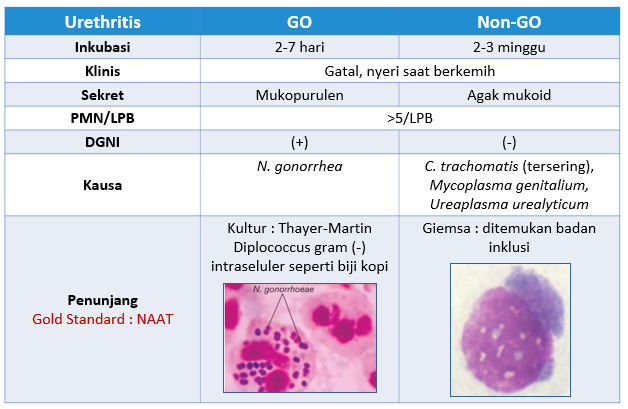 Urethritis GO Non-GO
Inkubasi 2-7 hari 2-3 minggu
Klinis Gatal, nyeri saat berkemih
Sekret Mukopurulen Agak mukoid
PMN/LPB >5/LPB
DGNI (+) (-)
Kausa
N. gonorrhea
C. trachomatis (tersering),
Mycoplasma genitalium,
Ureaplasma urealyticum
Penunjang
Gold Standard : NAAT
Kultur : Thayer-Martin
Diplococcus gram (-)
intraseluler seperti biji kopi
N. gonorrhoeae
Giemsa : ditemukan badan
inklusi